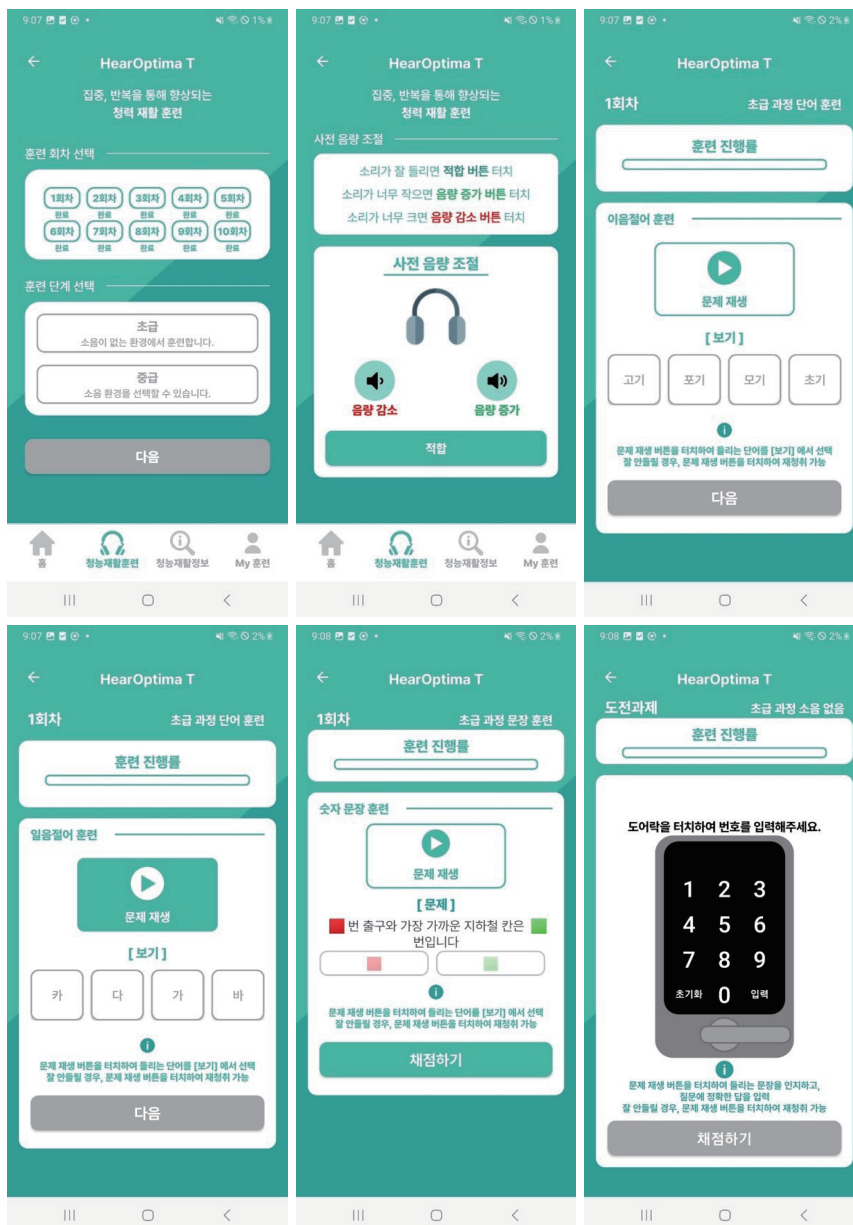 9:07 1%
HearOptima T
집중, 반복을 통해 향상되는
청력 재활 훈련
훈련 회차 선택
1회차 2회차 3회차 4회차 5회차
완료 완료 완료 완료 완료
6회차 7회차 8회차 9회차 10회차
완료 완료 완료 완료 완료
훈련 단계 선택
초급
소음이 없는 환경에서 훈련합니다.
중급
소음 환경을 선택할 수 있습니다.
다음
홈 청능재활훈련 청능재활정보 My 훈련
9:07 1%
HearOptima T
집중, 반복을 통해 향상되는
청력 재활 훈련
사전 음량 조절
소리가 잘 들리면 적합 버튼 터치
소리가 너무 작으면 음량 증가 버튼 터치
소리가 너무 크면 음량 감소 버튼 터치
사전 음량 조절
음량 감소 음량 증가
적합
홈 청능재활훈련 청능재활정보 My 훈련
9:07 2%
HearOptima T
1회차 초급 과정 단어 훈련
훈련 진행률
이음절어 훈련
문제 재생
[ 보기 ]
고기 포기 모기 초기
문제 재생 버튼을 터치하여 들리는 단어를 [보기] 에서 선택
잘 안들릴 경우, 문제 재생 버튼을 터치하여 재청취 가능
다음
9:07 2%
HearOptima T
1회차 초급 과정 단어 훈련
훈련 진행률
일음절어 훈련
문제 재생
[ 보기 ]
카 다 가 바
문제 재생 버튼을 터치하여 들리는 단어를 [보기] 에서 선택
잘 안들릴 경우, 문제 재생 버튼을 터치하여 재청취 가능
다음
9:08 2%
HearOptima T
1회차 초급 과정 문장 훈련
훈련 진행률
숫자 문장 훈련
문제 재생
[ 문제 ]
번 출구와 가장 가까운 지하철 칸은
번입니다
문제 재생 버튼을 터치하여 들리는 단어를 [보기] 에서 선택
잘 안들릴 경우, 문제 재생 버튼을 터치하여 재청취 가능
채점하기
9:08 2%
HearOptima T
도전과제 초급 과정 소음 없음
훈련 진행률
도어락을 터치하여 번호를 입력해주세요.
1 2 3
4 5 6
7 8 9
초기화 0 입력
문제 재생 버튼을 터치하여 들리는 문장을 인지하고,
질문에 정확한 답을 입력
잘 안들릴 경우, 문제 재생 버튼을 터치하여 재청취 가능
채점하기